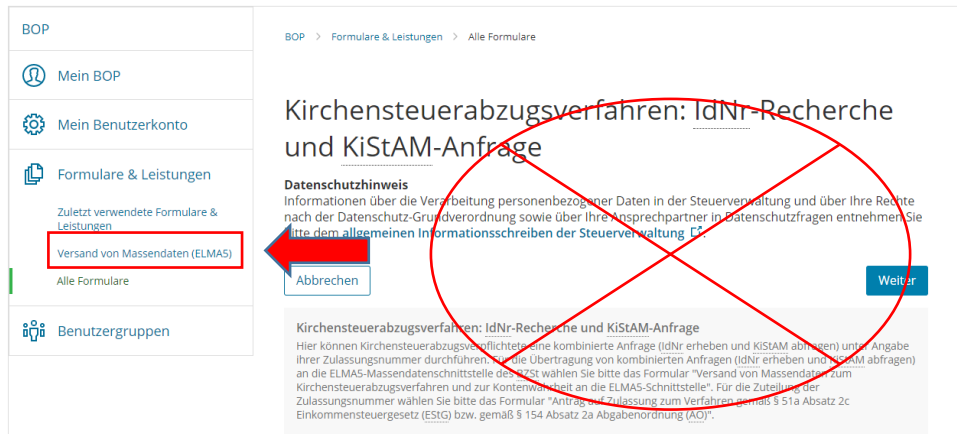 BOP
Mein BOP
Mein Benutzerkonto
Formulare & Leistungen
Zuletzt verwendete Formulare &
Leistungen
Versand von Massendaten (ELMA5)
Alle Formulare
Benutzergruppen
BOP > Formulare & Leistungen > Alle Formulare
Kirchensteuerabzugsverfahren: IdNr-Recherche
und KiStAM-Anfrage
Datenschutzhinweis
Informationen über die Verarbeitung personenbezogener Daten in der Steuerverwaltung und über Ihre Rechte
nach der Datenschutz-Grundverordnung sowie über Ihre Ansprechpartner in Datenschutzfragen entnehmen Sie
bitte dem allgemeinen Informationsschreiben der Steuerverwaltung.
Abbrechen
Weiter
Kirchensteuerabzugsverfahren: IdNr-Recherche und KiStAM-Anfrage
Hier können Kirchensteuerabzugsverpflichtete eine kombinierte Anfrage (IdNr erheben und KiStAM abfragen) unter Angabe
ihrer Zulassungsnummer durchführen. Für die Übertragung von kombinierten Anfragen (IdNr erheben und KiStAM abfragen)
an die ELMA5-Massendatenschnittstelle des BZSt wählen Sie bitte das Formular "Versand von Massendaten zum
Kirchensteuerabzugsverfahren und zur Kontenwahrheit an die ELMA5-Schnittstelle". Für die Zuteilung der
Zulassungsnummer wählen Sie bitte das Formular "Antrag auf Zulassung zum Verfahren gemäß § 51a Absatz 2c
Einkommensteuergesetz (EStG) bzw. gemäß § 154 Absatz 2a Abgabenordnung (AO)".